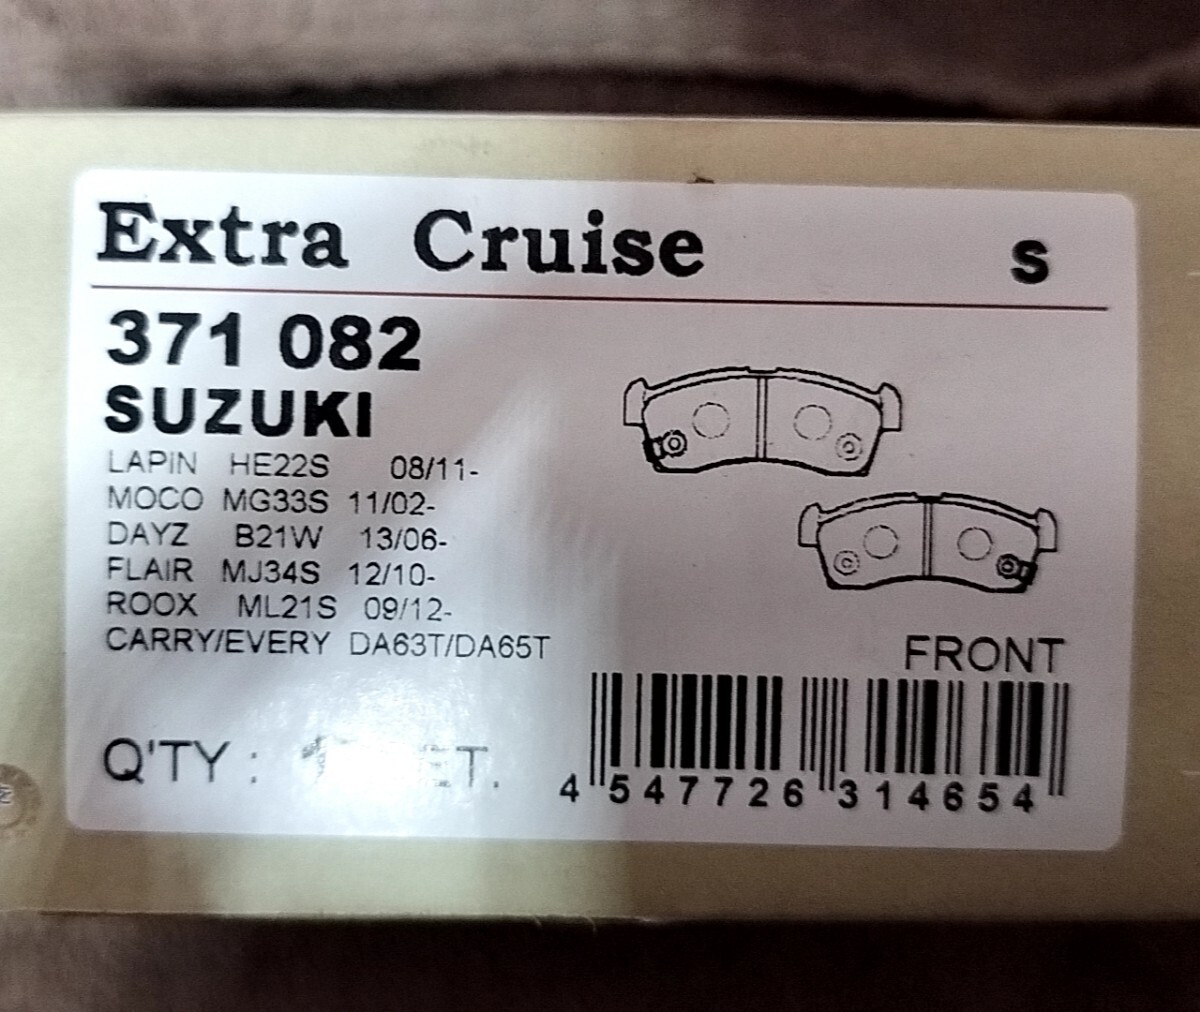 Extra Cruise S
371 082
SUZUKI
LAPIN HE22S 08/11-
MOCO MG33S 11/02-
DAYZ B21W 13/06-
FLAIR MJ34S 12/10-
ROOX ML21S 09/12-
CARRY/EVERY DA63T/DA65T
FRONT
Q'TY :
4 547726 314654